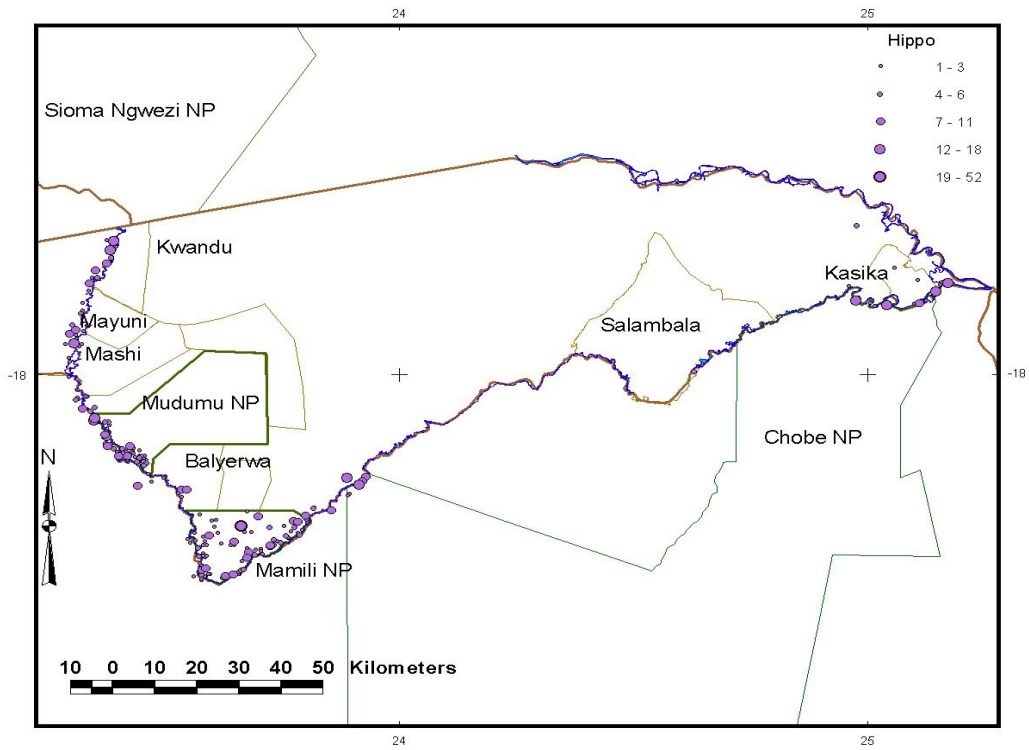 24 25
Hippo
1 - 3
4 - 6
7 - 11
12 - 18
19 - 52
Sioma Ngwezi NP
Kwandu
Kasika
Mayuni
Salambala
Mashi
-18 -18
Mudumu NP
Chobe NP
Balyerwa
N
Mamili NP
10 0 10 20 30 40 50 Kilometers
24 25